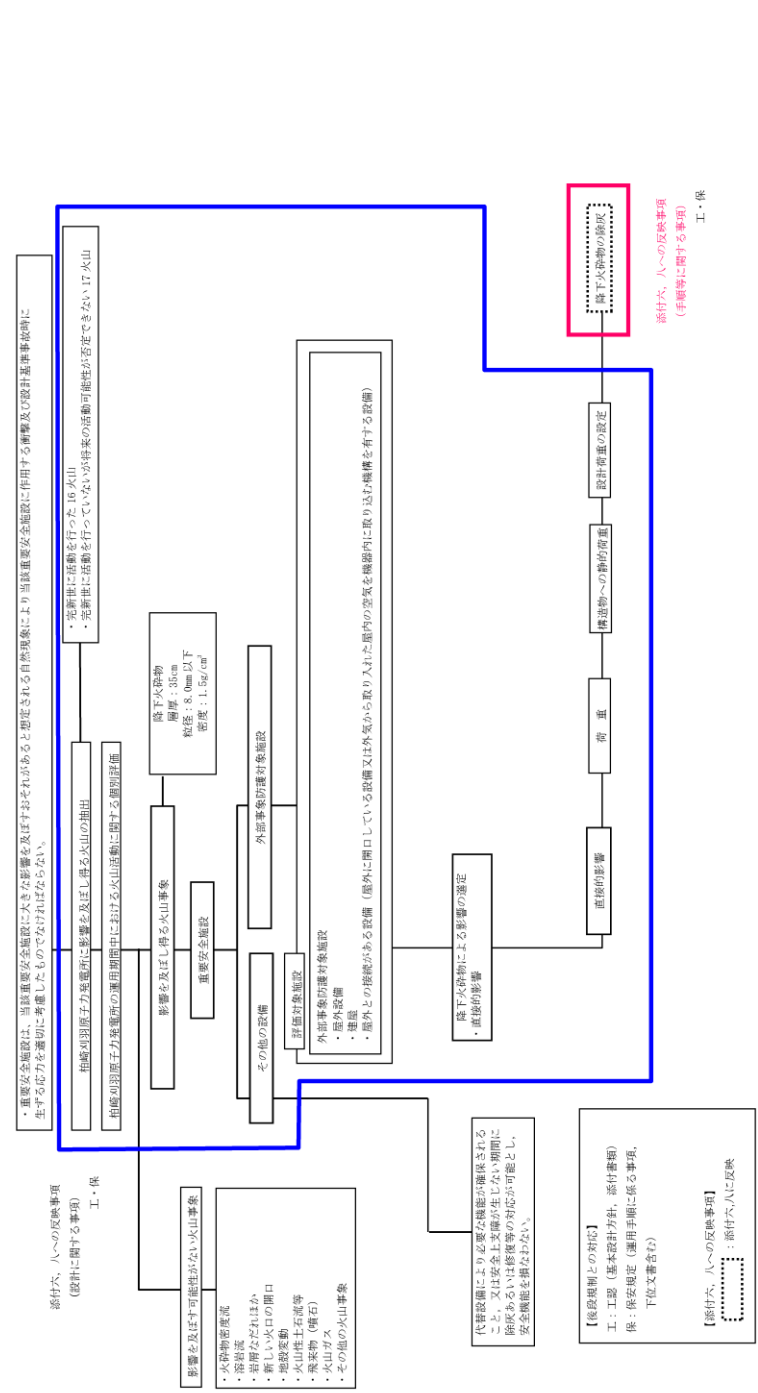 ・重要安全施設は、当該重要安全施設に大きな影響を及ぼすおそれがあると想定される自然現象により当該重要安全施設に作用する衝撃及び設計基準事故時に
生ずる応力を適切に考慮したものでなければならない。
添付六，八への反映事項
（設計に関する事項）
工・保
柏崎刈羽原子力発電所に影響を及ぼし得る火山の抽出
・完新世に活動を行った 16 火山
・完新世に活動を行っていないが将来の活動可能性が否定できない 17 火山
柏崎刈羽原子力発電所の運用期間中における火山活動に関する個別評価
影響を及ぼす可能性がない火山事象
・火砕物密度流
・溶岩流
・岩屑なだれほか
・新しい火口の開口
・地殻変動
・火山性土石流等
・飛来物（噴石）
・火山ガス
・その他の火山事象
影響を及ぼし得る火山事象
降下火砕物
層厚：35cm
粒径：8.0mm 以下
密度：1.5g/cm³
重要安全施設
その他の設備
外部事象防護対象施設
評価対象施設
外部事象防護対象施設
・屋外設備
・建屋
・屋外との接続がある設備（屋外に開口している設備又は外気から取り入れた屋内の空気を機器内に取り込む機構を有する設備）
代替設備により必要な機能が確保される
こと，又は安全上支障が生じない期間に
除灰あるいは修復等の対応が可能とし，
安全機能を損なわない。
降下火砕物による影響の選定
・直接的影響
直接的影響
荷　重
構造物への静的荷重
設計荷重の設定
降下火砕物の除灰
添付六，八への反映事項
（手順等に関する事項）
工・保
【後段規制との対応】
工：工認（基本設計方針，添付書類）
保：保安規定（運用手順に係る事項，
下位文書含む）
【添付六，八への反映事項】
：添付六,八に反映